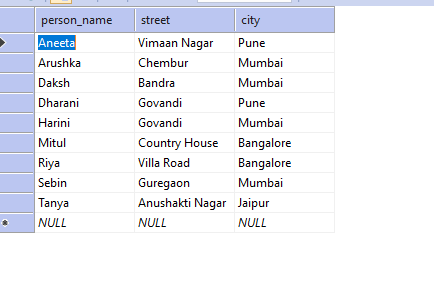 person_name street city
Aneeta Vimaan Nagar Pune
Arushka Chembur Mumbai
Daksh Bandra Mumbai
Dharani Govandi Pune
Harini Govandi Mumbai
Mitul Country House Bangalore
Riya Villa Road Bangalore
Sebin Guregaon Mumbai
Tanya Anushakti Nagar Jaipur
NULL NULL NULL